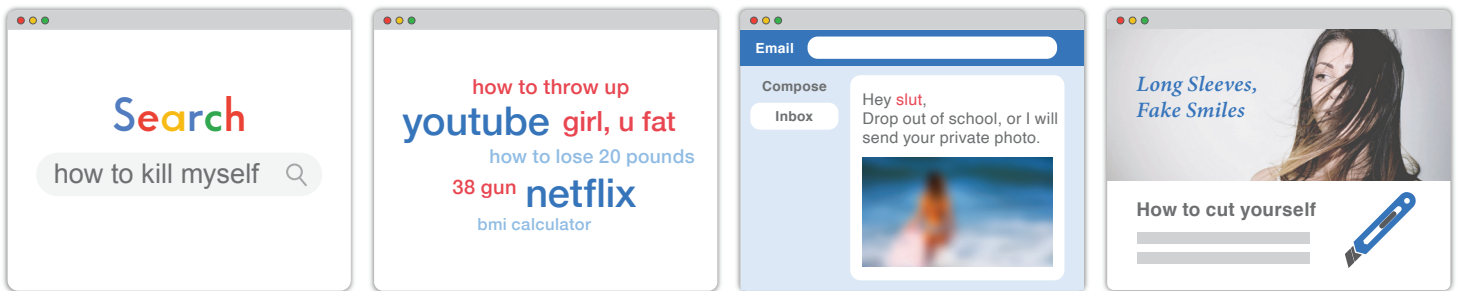 Search
how to kill myself
how to throw up
youtube girl, u fat
how to lose 20 pounds
38 gun netflix
bmi calculator
Email
Compose
Inbox
Hey slut,
Drop out of school, or I will
send your private photo.
Long Sleeves,
Fake Smiles
How to cut yourself